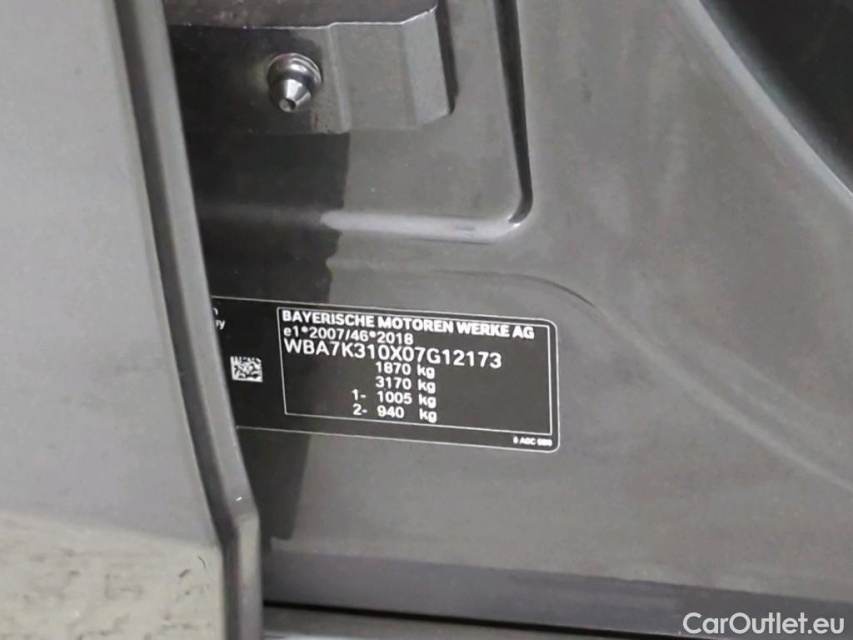 BAYERISCHE MOTOREN WERKE AG
e1*2007/46*2018
WBA7K310X07G12173
1870 kg
3170 kg
1- 1005 kg
2- 940 kg
CarOutlet.eu